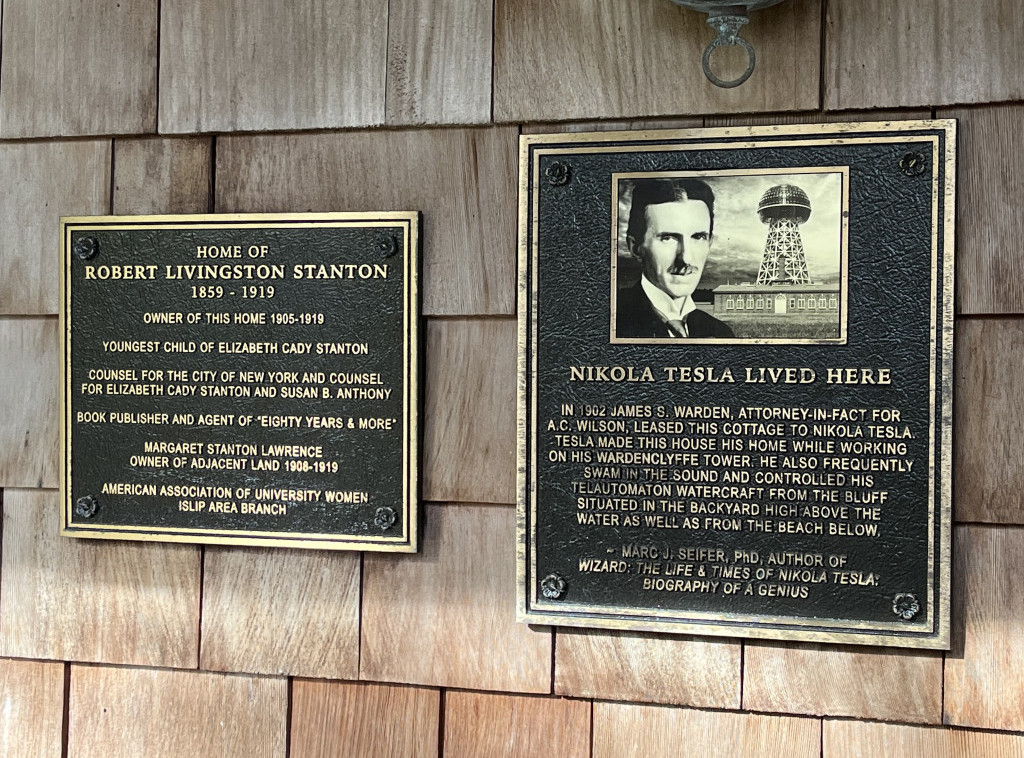 HOME OF
ROBERT LIVINGSTON STANTON
1859 - 1919
OWNER OF THIS HOME 1905-1919
YOUNGEST CHILD OF ELIZABETH CADY STANTON
COUNSEL FOR THE CITY OF NEW YORK AND COUNSEL
FOR ELIZABETH CADY STANTON AND SUSAN B. ANTHONY
BOOK PUBLISHER AND AGENT OF "EIGHTY YEARS & MORE"
MARGARET STANTON LAWRENCE
OWNER OF ADJACENT LAND 1908-1919
AMERICAN ASSOCIATION OF UNIVERSITY WOMEN
ISLIP AREA BRANCH
NIKOLA TESLA LIVED HERE
IN 1902 JAMES S. WARDEN, ATTORNEY-IN-FACT FOR
A.C. WILSON, LEASED THIS COTTAGE TO NIKOLA TESLA.
TESLA MADE THIS HOUSE HIS HOME WHILE WORKING
ON HIS WARDENCLYFFE TOWER. HE ALSO FREQUENTLY
SWAM IN THE SOUND AND CONTROLLED HIS
TELAUTOMATON WATERCRAFT FROM THE BLUFF
SITUATED IN THE BACKYARD HIGH ABOVE THE
WATER AS WELL AS FROM THE BEACH BELOW.
~ MARC J. SEIFER, PhD, AUTHOR OF
WIZARD: THE LIFE & TIMES OF NIKOLA TESLA:
BIOGRAPHY OF A GENIUS